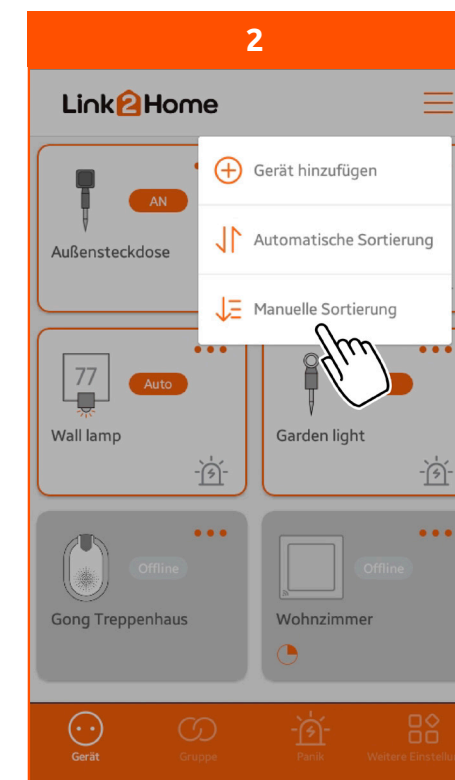 2
Link2Home
Gerät hinzufügen
Automatische Sortierung
Manuelle Sortierung
AN
Außensteckdose
77
Auto
Wall lamp
Garden light
Offline
Gong Treppenhaus
Offline
Wohnzimmer
Gerät
Gruppe
Panik
Weitere